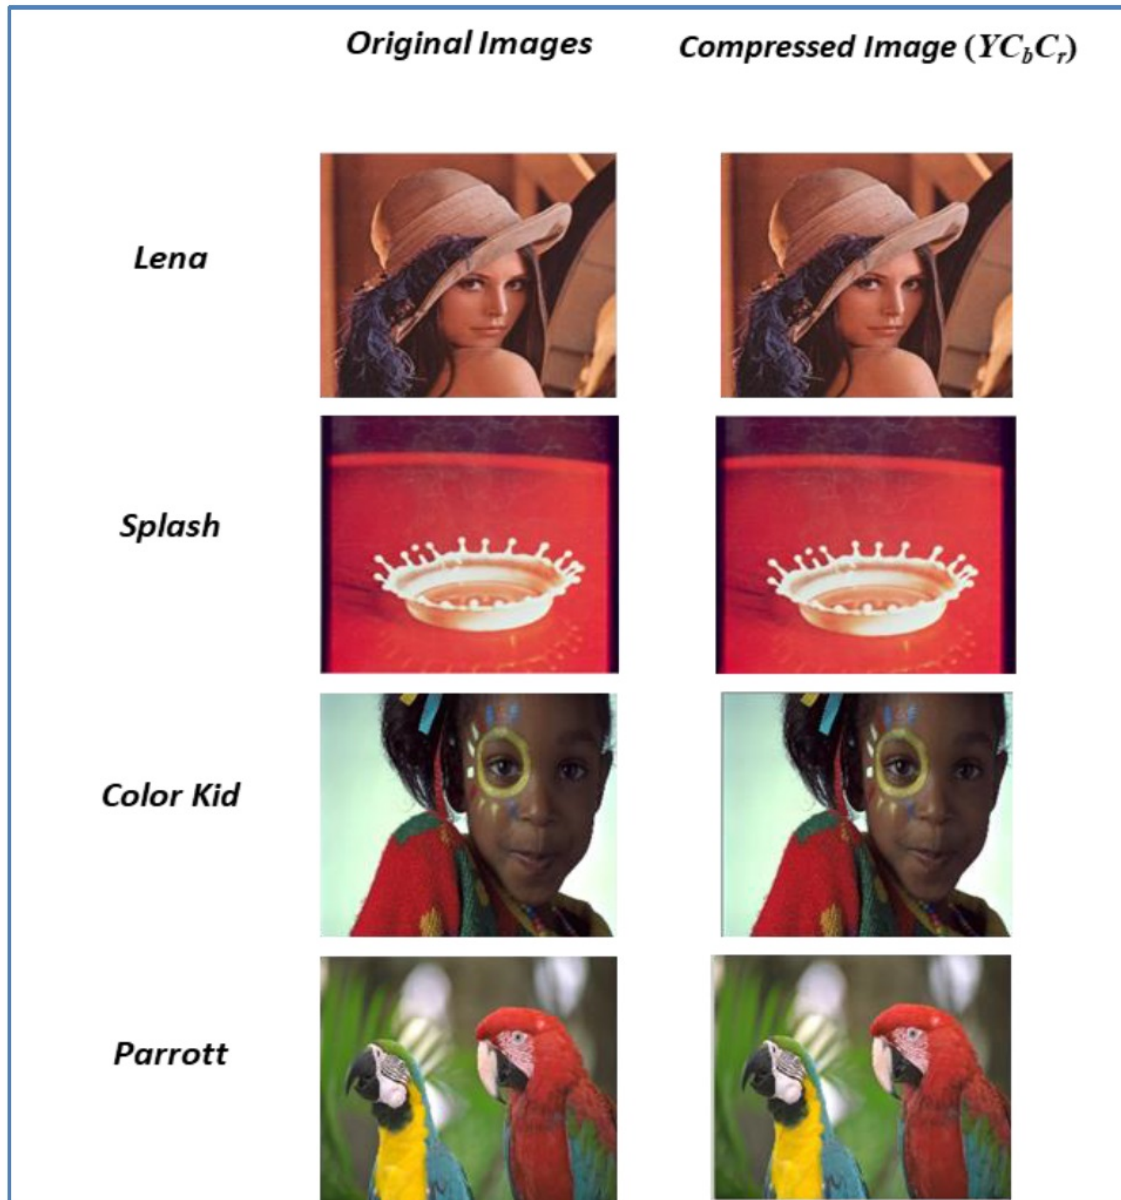 Original Images
Compressed Image (YCbCr)
Lena
Splash
Color Kid
Parrott